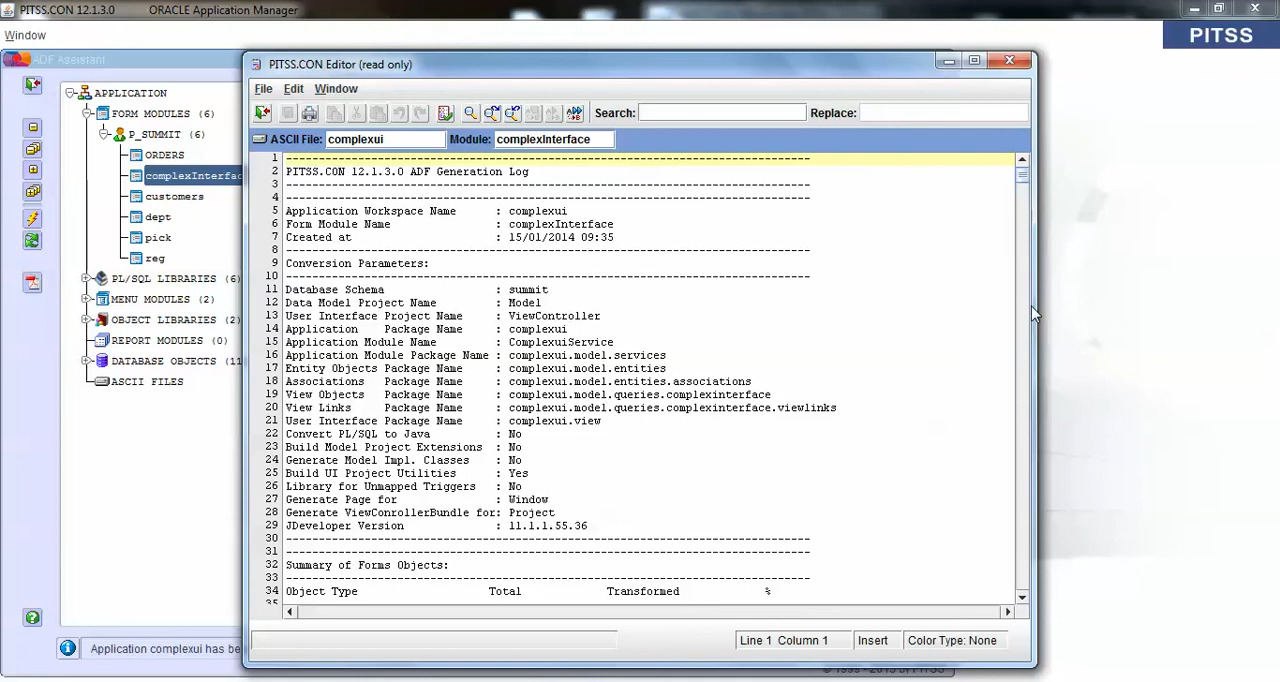 PITSS.CON 12.1.3.0 ORACLE Application Manager
Window
PITSS
ADF Assistant
APPLICATION
FORM MODULES (6)
P_SUMMIT (6)
ORDERS
complexInterfac
customers
dept
pick
reg
PL/SQL LIBRARIES (6)
MENU MODULES (2)
OBJECT LIBRARIES (2)
REPORT MODULES (0)
DATABASE OBJECTS (11
ASCII FILES
Application complexui has be
PITSS.CON Editor (read only)
File Edit Window
Search: Replace:
ASCII File: complexui Module: complexInterface
1 --------------------------------------------------------------------------------
2 PITSS.CON 12.1.3.0 ADF Generation Log
3 --------------------------------------------------------------------------------
4 --------------------------------------------------------------------------------
5 Application Workspace Name : complexui
6 Form Module Name : complexInterface
7 Created at : 15/01/2014 09:35
8 --------------------------------------------------------------------------------
9 Conversion Parameters:
10 --------------------------------------------------------------------------------
11 Database Schema : summit
12 Data Model Project Name : Model
13 User Interface Project Name : ViewController
14 Application Package Name : complexui
15 Application Module Name : ComplexuiService
16 Application Module Package Name : complexui.model.services
17 Entity Objects Package Name : complexui.model.entities
18 Associations Package Name : complexui.model.entities.associations
19 View Objects Package Name : complexui.model.queries.complexinterface
20 View Links Package Name : complexui.model.queries.complexinterface.viewlinks
21 User Interface Package Name : complexui.view
22 Convert PL/SQL to Java : No
23 Build Model Project Extensions : No
24 Generate Model Impl. Classes : No
25 Build UI Project Utilities : Yes
26 Library for Unmapped Triggers : No
27 Generate Page for : Window
28 Generate ViewConrollerBundle for: Project
29 JDeveloper Version : 11.1.1.55.36
30 --------------------------------------------------------------------------------
31 --------------------------------------------------------------------------------
32 Summary of Forms Objects:
33 --------------------------------------------------------------------------------
34 Object Type Total Transformed %
35
Line 1 Column 1 Insert Color Type: None